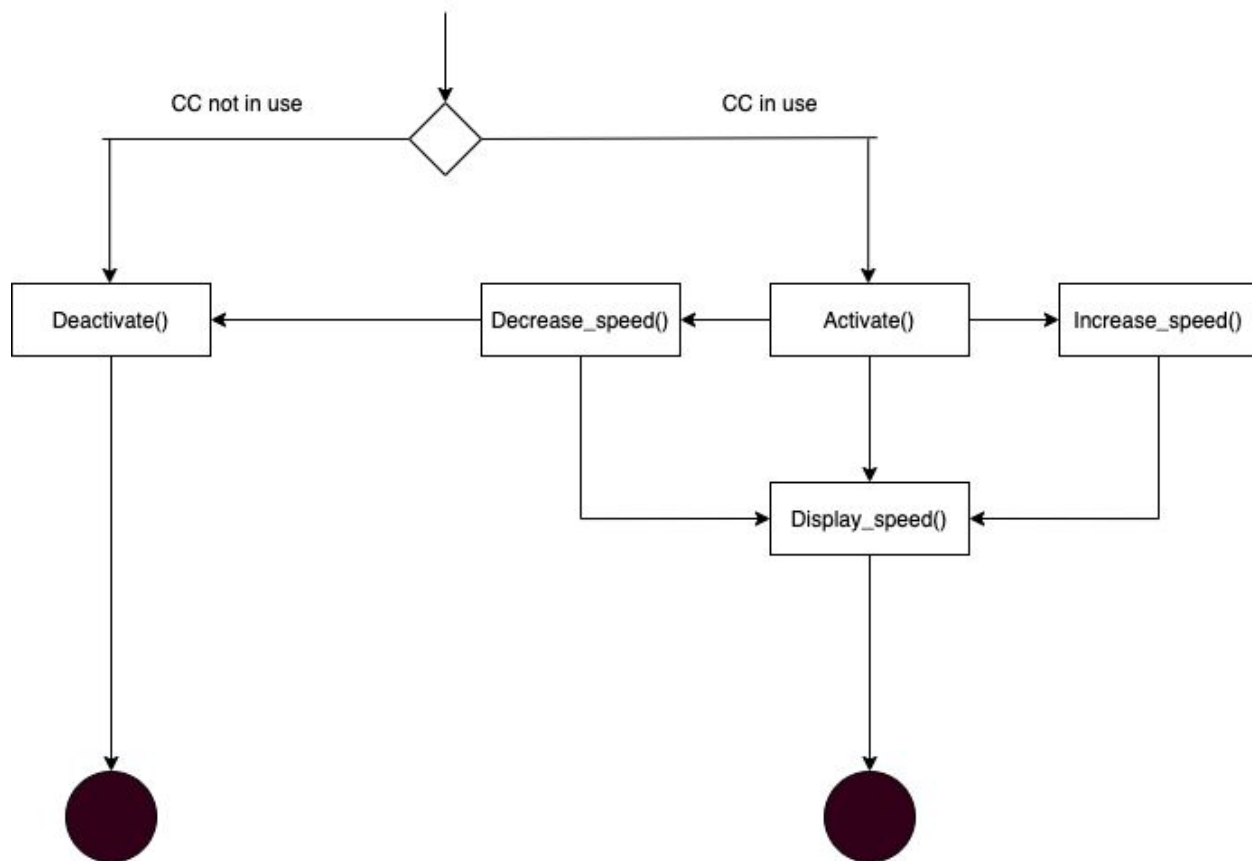 CC not in use
CC in use
Deactivate()
Decrease_speed()
Activate()
Increase_speed()
Display_speed()